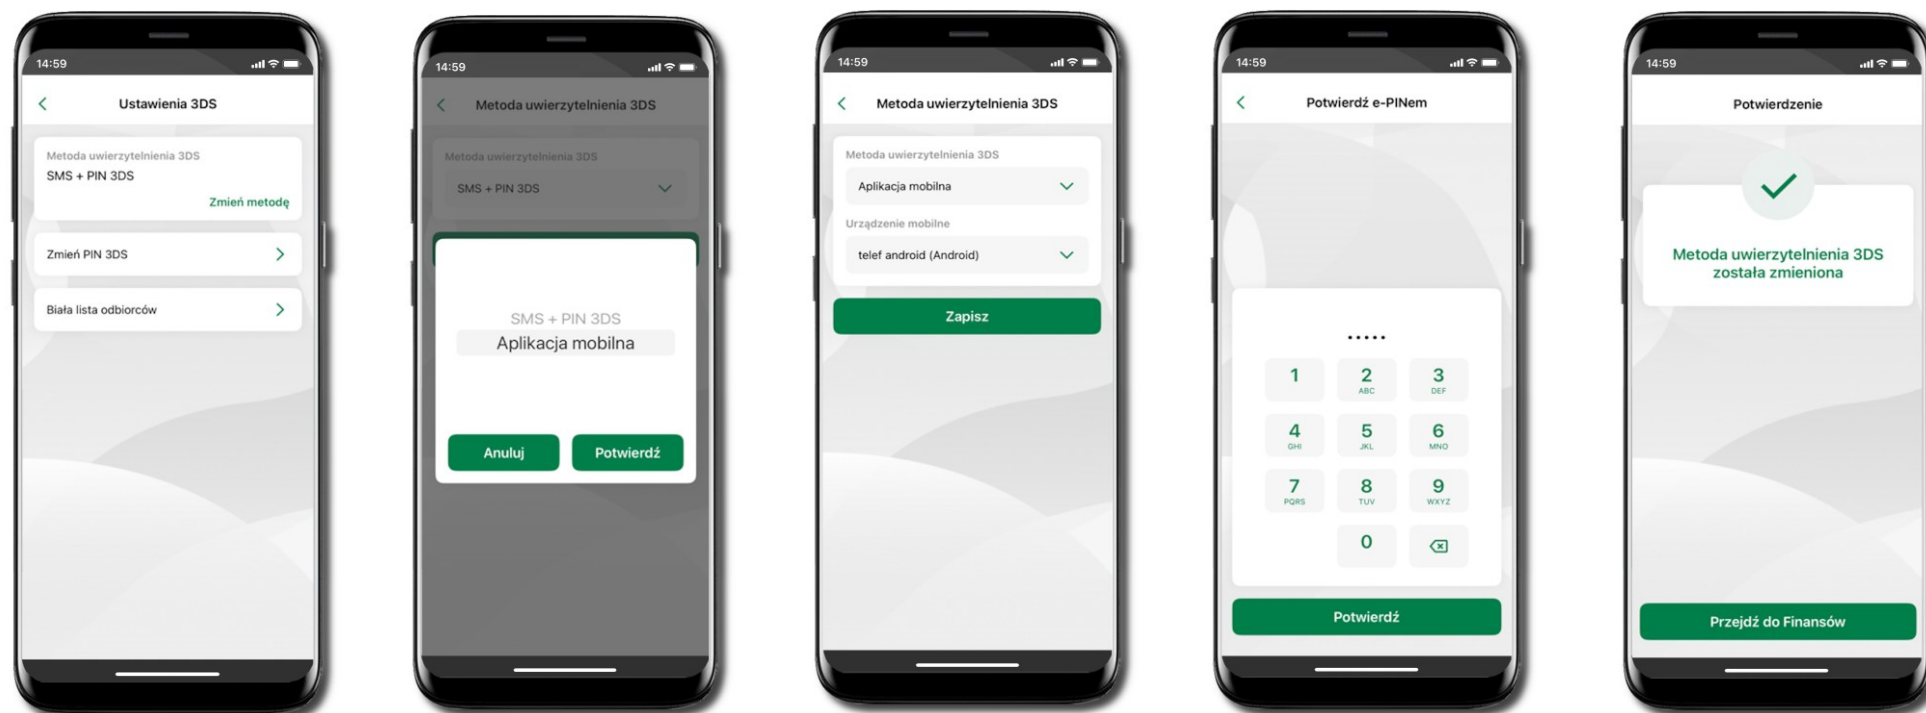 14:59
Ustawienia 3DS
Metoda uwierzytelnienia 3DS
SMS + PIN 3DS
Zmień metodę
Zmień PIN 3DS
Biała lista odbiorców
14:59
Metoda uwierzytelnienia 3DS
Metoda uwierzytelnienia 3DS
SMS + PIN 3DS
SMS + PIN 3DS
Aplikacja mobilna
Anuluj Potwierdź
14:59
Metoda uwierzytelnienia 3DS
Metoda uwierzytelnienia 3DS
Aplikacja mobilna
Urządzenie mobilne
telef android (Android)
Zapisz
14:59
Potwierdź e-PINem
1 2 3
ABC DEF
4 5 6
GHI JKL MNO
7 8 9
PQRS TUV WXYZ
0
Potwierdź
14:59
Potwierdzenie
Metoda uwierzytelnienia 3DS
została zmieniona
Przejdź do Finansów